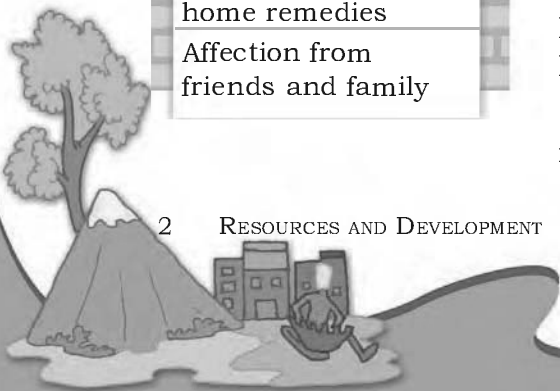 home remedies
Affection from
friends and family
2 RESOURCES AND DEVELOPMENT